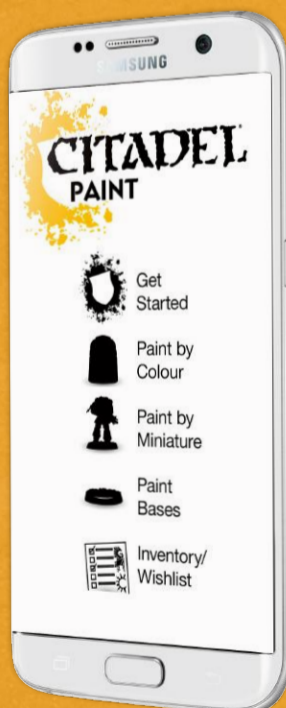 SAMSUNG
CITADEL
PAINT
Get
Started
Paint by
Colour
Paint by
Miniature
Paint
Bases
Inventory/
Wishlist